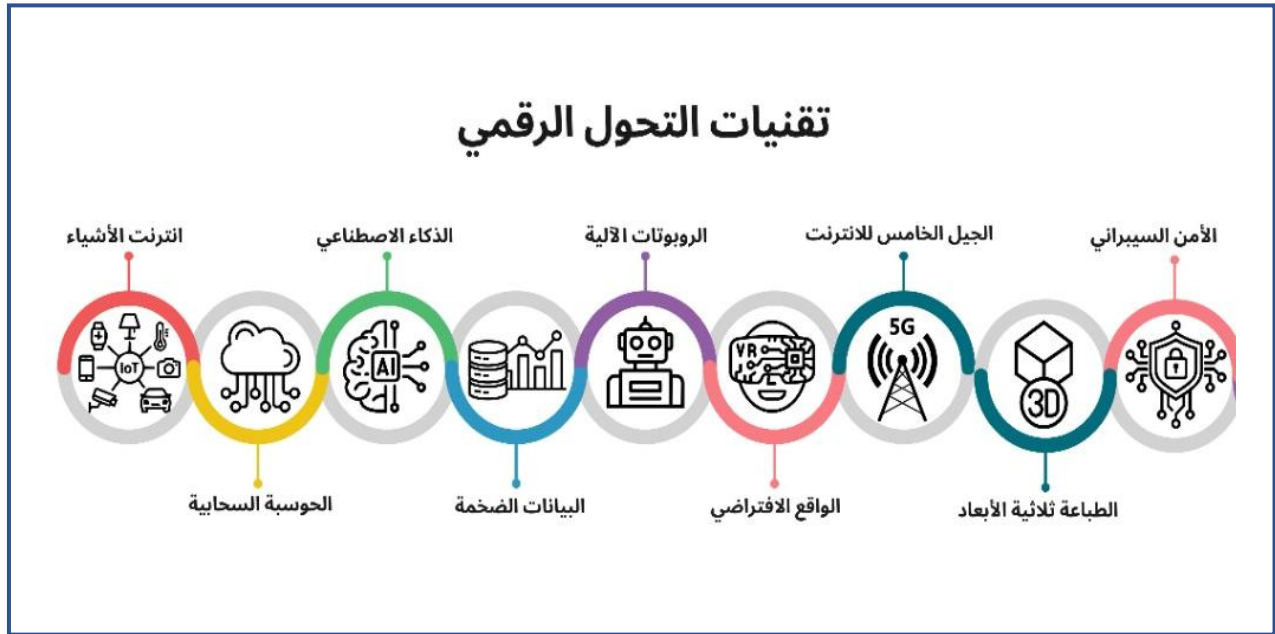 تقنيات التحول الرقمي
الأمن السيبراني
الجيل الخامس للانترنت
الروبوتات الآلية
الذكاء الاصطناعي
انترنت الأشياء
5G
VR
AI
IoT
3D
الطباعة ثلاثية الأبعاد
الواقع الافتراضي
البيانات الضخمة
الحوسبة السحابية